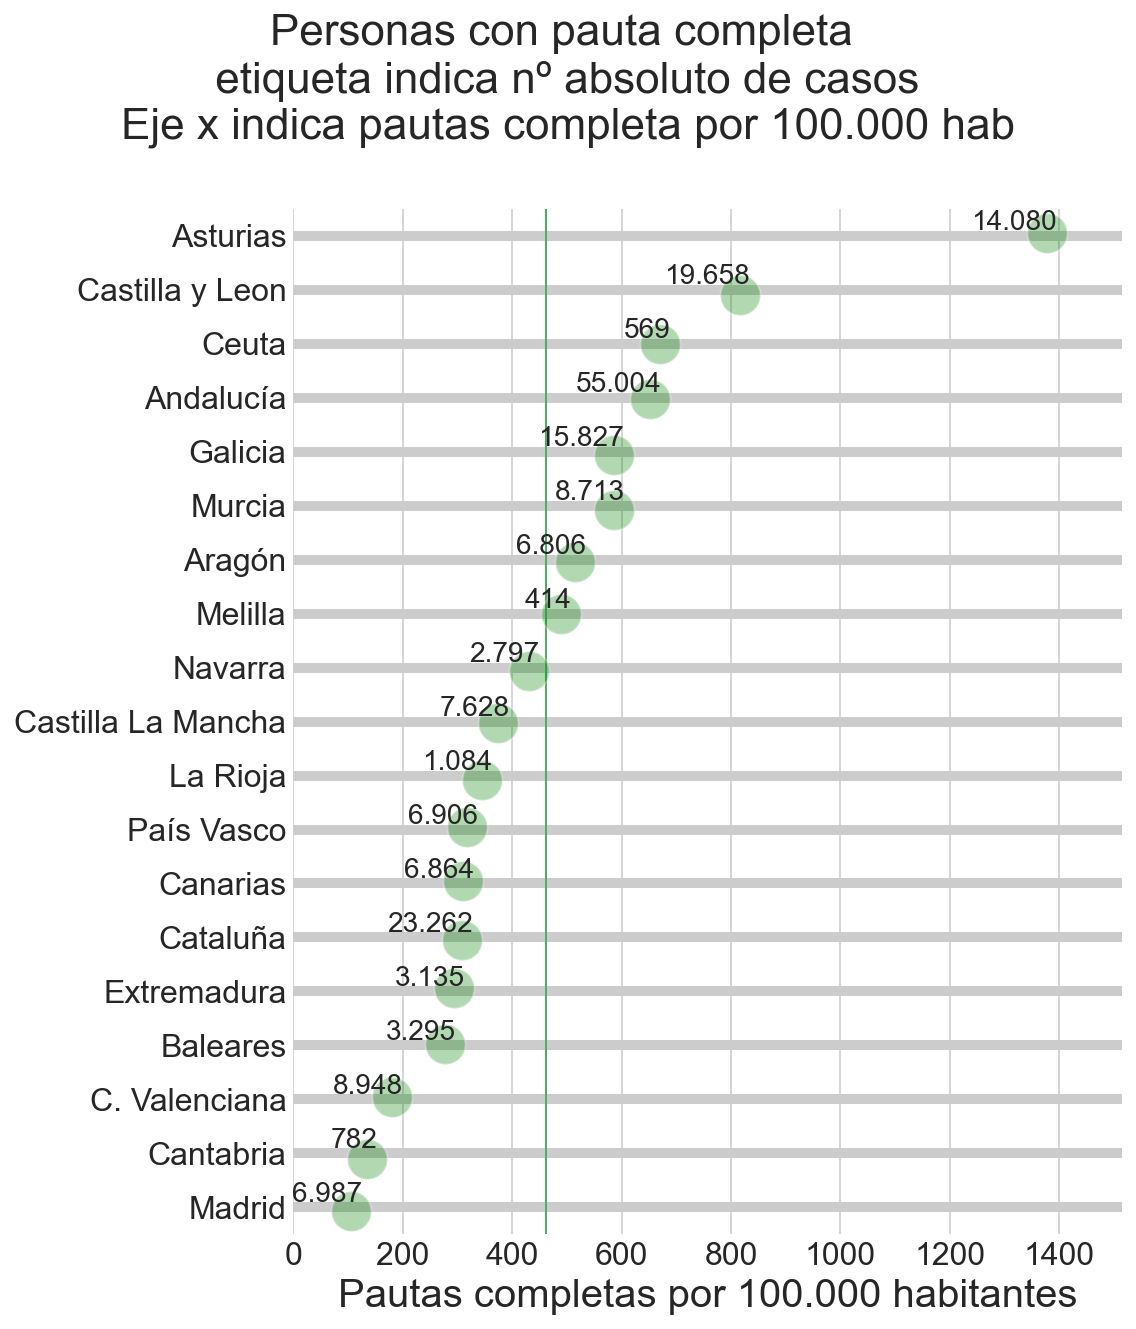 Personas con pauta completa
etiqueta indica nº absoluto de casos
Eje x indica pautas completa por 100.000 hab
Asturias 14.080
Castilla y Leon 19.658
Ceuta 569
Andalucía 55.004
Galicia 15.827
Murcia 8.713
Aragón 6.806
Melilla 414
Navarra 2.797
Castilla La Mancha 7.628
La Rioja 1.084
País Vasco 6.906
Canarias 6.864
Cataluña 23.262
Extremadura 3.135
Baleares 3.295
C. Valenciana 8.948
Cantabria 782
Madrid 6.987
0 200 400 600 800 1000 1200 1400
Pautas completas por 100.000 habitantes